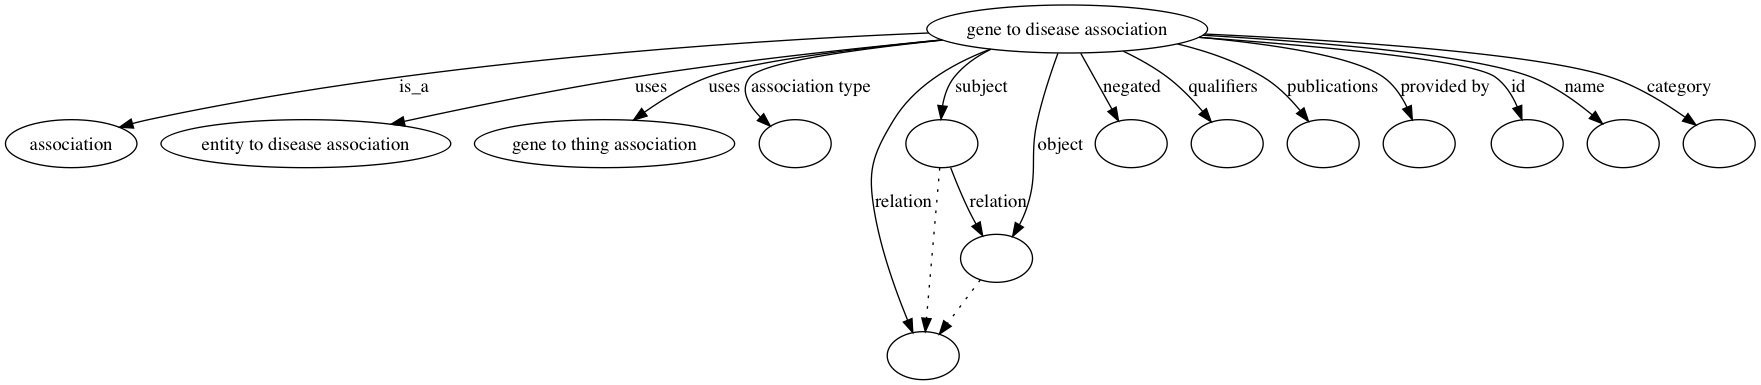 gene to disease association
is_a
uses
uses
association type
subject
negated
qualifiers
publications
provided by
id
name
category
association
entity to disease association
gene to thing association
object
relation
relation